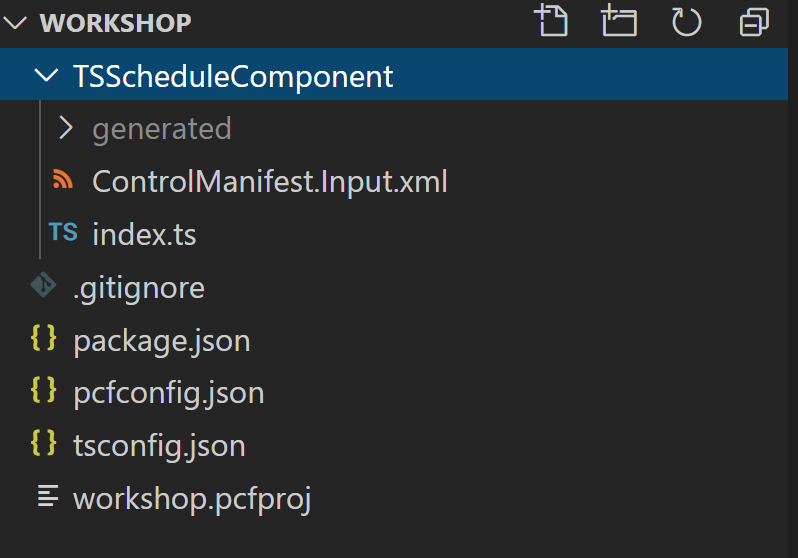 WORKSHOP
TSScheduleComponent
generated
ControlManifest.Input.xml
TS index.ts
.gitignore
{ } package.json
{ } pcfconfig.json
{ } tsconfig.json
workshop.pcfproj